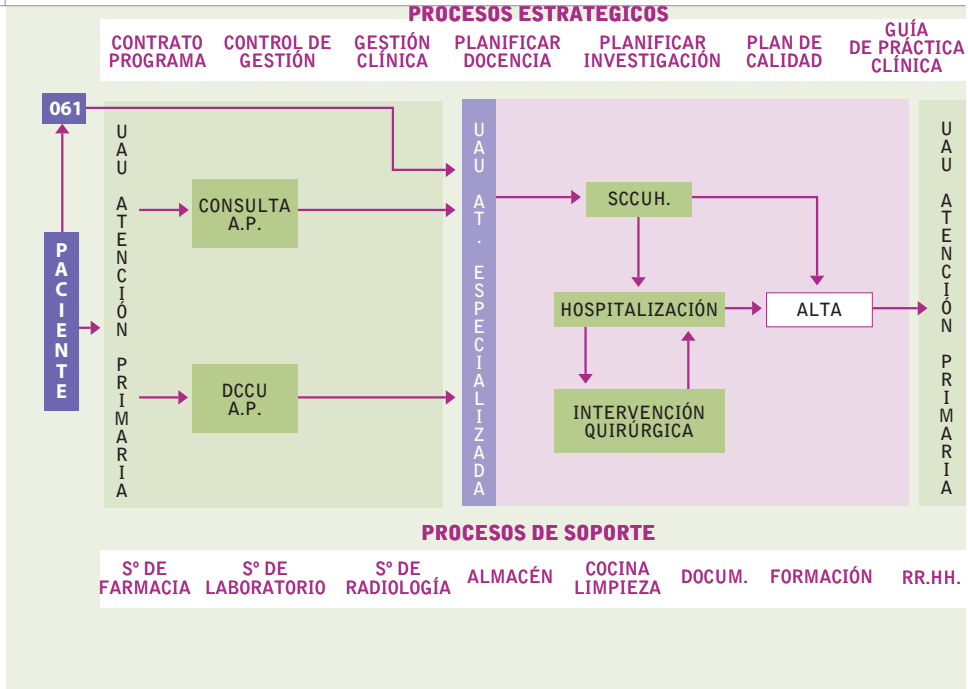 PROCESOS ESTRATEGICOS
CONTRATO
PROGRAMA
CONTROL DE
GESTIÓN
GESTIÓN
CLÍNICA
PLANIFICAR
DOCENCIA
PLANIFICAR
INVESTIGACIÓN
PLAN DE
CALIDAD
GUÍA
DE PRÁCTICA
CLÍNICA
061
PACIENTE
UAU ATENCIÓN PRIMARIA
CONSULTA
A.P.
DCCU
A.P.
UAU AT. ESPECIALIZADA
SCCUH.
HOSPITALIZACIÓN
INTERVENCIÓN
QUIRÚRGICA
ALTA
UAU ATENCIÓN PRIMARIA
PROCESOS DE SOPORTE
Sº DE
FARMACIA
Sº DE
LABORATORIO
Sº DE
RADIOLOGÍA
ALMACÉN
COCINA
LIMPIEZA
DOCUM.
FORMACIÓN
RR.HH.